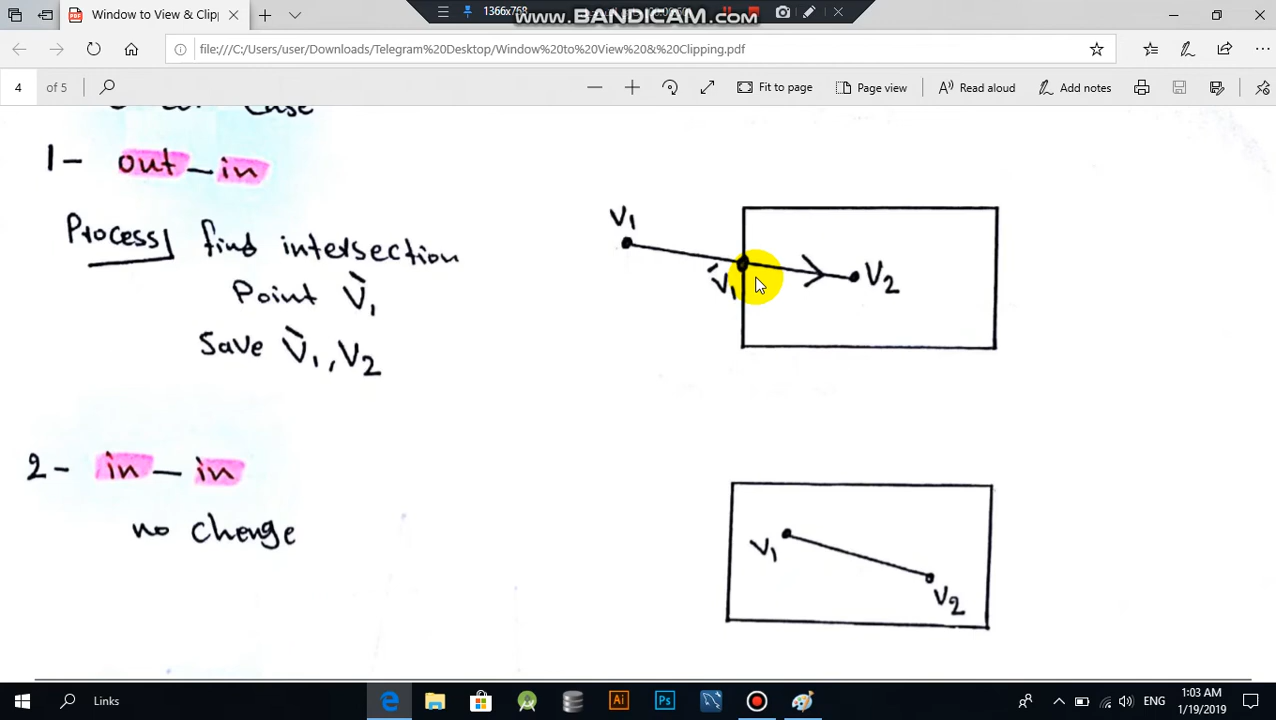 Window to View & Clipp
1366x768
www.BANDICAM.com
file:///C:/Users/user/Downloads/Telegram%20Desktop/Window%20to%20View%20&%20Clipping.pdf
4 of 5
Fit to page
Page view
Read aloud
Add notes
case
1- out - in
Process find intersection
Point V̀1
Save V̀1, V2
V1
V́1
V2
2- in - in
no change
V1
V2
Links
ENG
1:03 AM
1/19/2019